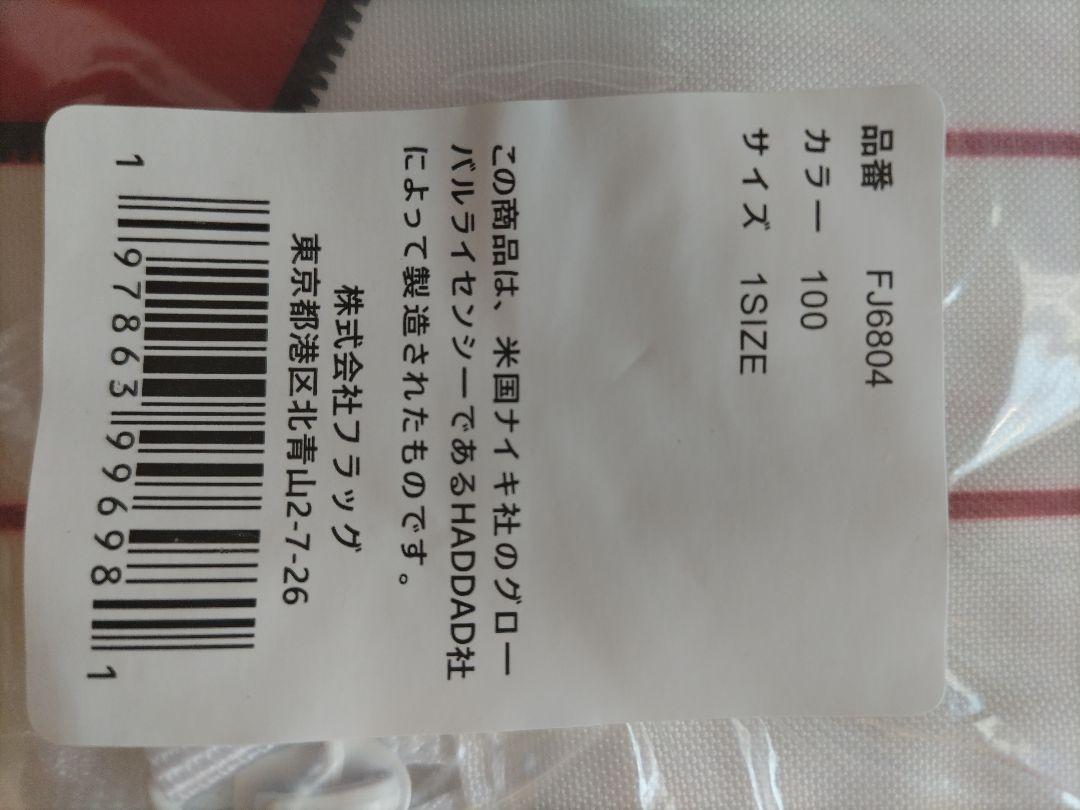 品番 FJ6804
カラー 100
サイズ 1SIZE
この商品は、米国ナイキ社のグロー
バルライセンシーであるHADDAD社
によって製造されたものです。
株式会社フラッグ
東京都港区北青山2-7-26
1 97863 99698 1